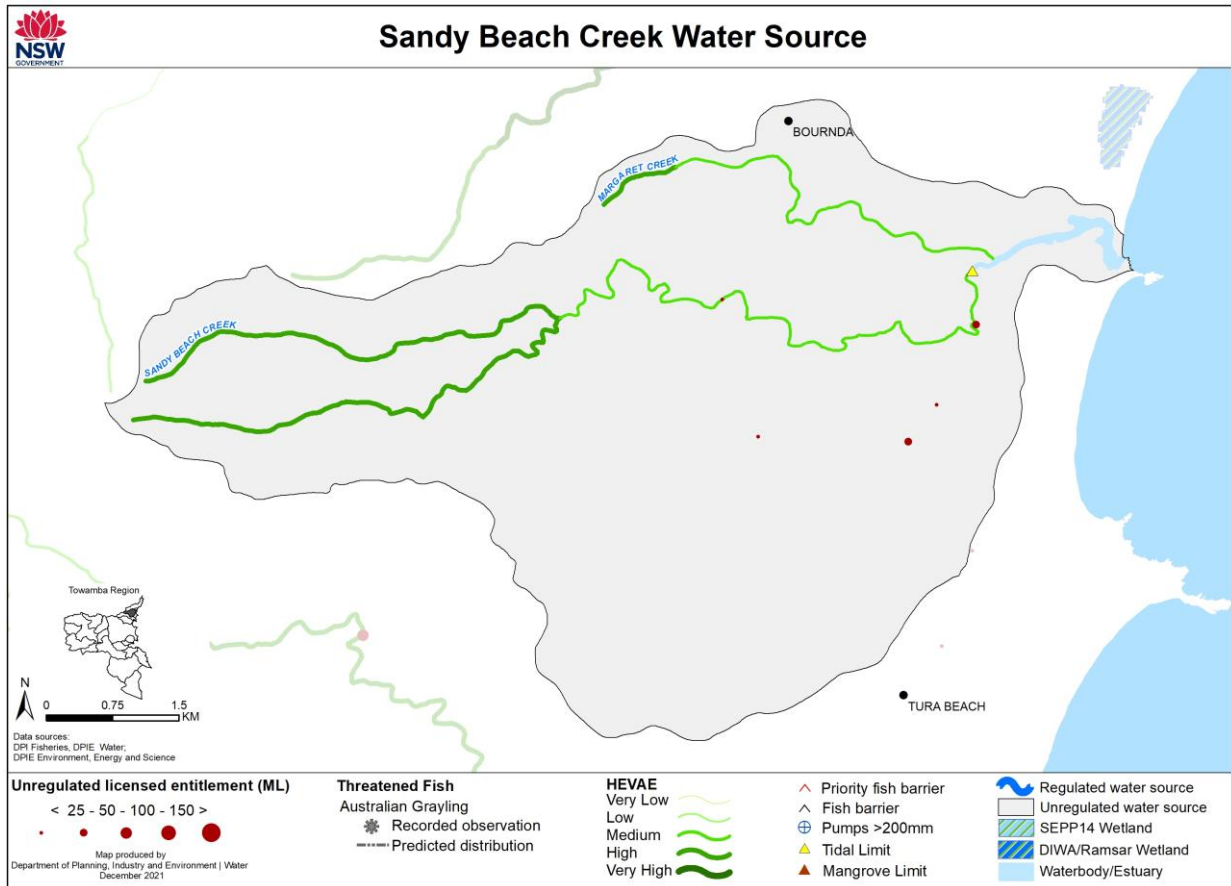 NSW
GOVERNMENT
Sandy Beach Creek Water Source
BOURNDA
MARGARET CREEK
SANDY BEACH CREEK
TURA BEACH
Towamba Region
N
0 0.75 1.5
KM
Data sources:
DPI Fisheries, DPIE Water;
DPIE Environment, Energy and Science
Unregulated licensed entitlement (ML)
< 25 - 50 - 100 - 150 >
Map produced by
Department of Planning, Industry and Environment | Water
December 2021
Threatened Fish
Australian Grayling
Recorded observation
Predicted distribution
HEVAE
Very Low
Low
Medium
High
Very High
Priority fish barrier
Fish barrier
Pumps >200mm
Tidal Limit
Mangrove Limit
Regulated water source
Unregulated water source
SEPP14 Wetland
DIWA/Ramsar Wetland
Waterbody/Estuary